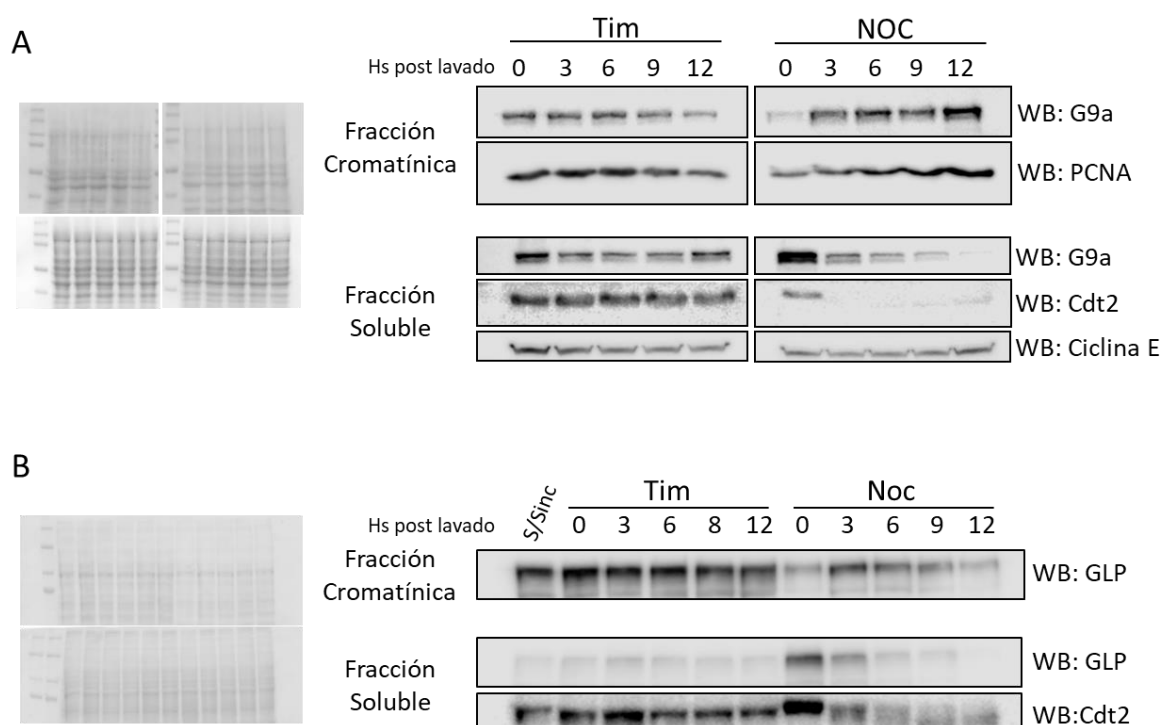 A
Tim NOC
Hs post lavado 0 3 6 9 12 0 3 6 9 12
Fracción
Cromatínica
WB: G9a
WB: PCNA
Fracción
Soluble
WB: G9a
WB: Cdt2
WB: Ciclina E
B
S/Sinc Tim Noc
Hs post lavado 0 3 6 8 12 0 3 6 9 12
Fracción
Cromatínica
WB: GLP
Fracción
Soluble
WB: GLP
WB:Cdt2